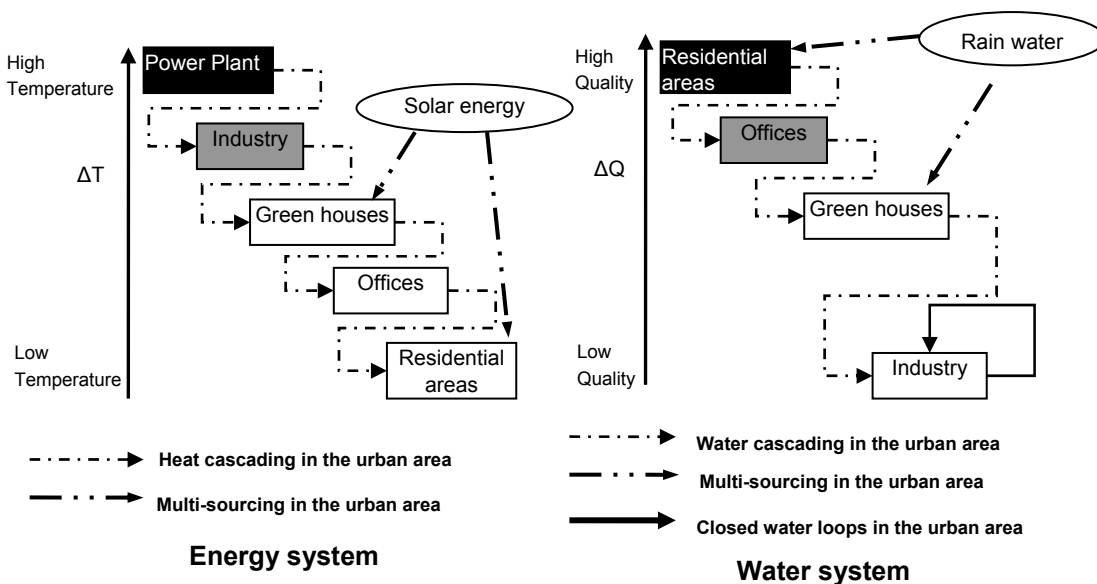 High
Temperature
Power Plant
Solar energy
Industry
ΔT
Green houses
Offices
Low
Temperature
Residential
areas
Heat cascading in the urban area
Multi-sourcing in the urban area
Energy system
High
Quality
Residential
areas
Rain water
Offices
ΔQ
Green houses
Low
Quality
Industry
Water cascading in the urban area
Multi-sourcing in the urban area
Closed water loops in the urban area
Water system